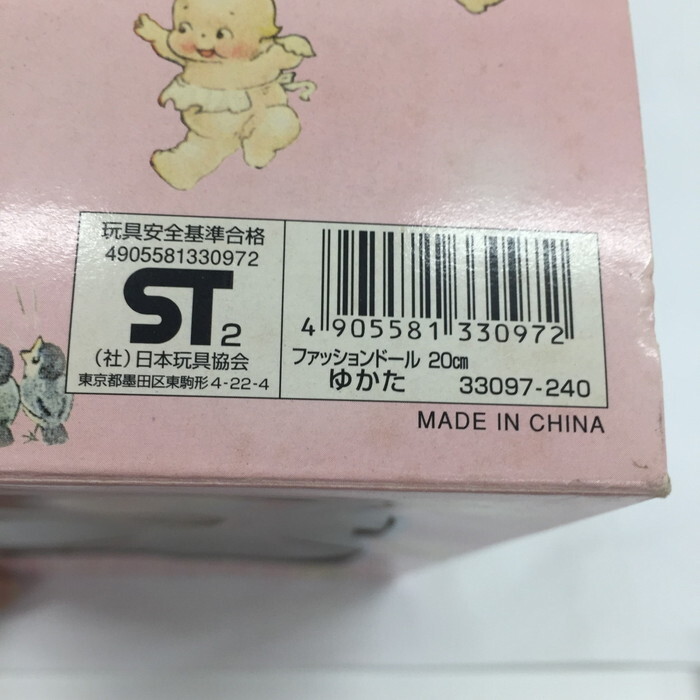 玩具安全基準合格
4905581330972
ST2
(社)日本玩具協会
東京都墨田区東駒形4-22-4
4 905581 330972
ファッションドール 20cm
ゆかた 33097-240
MADE IN CHINA